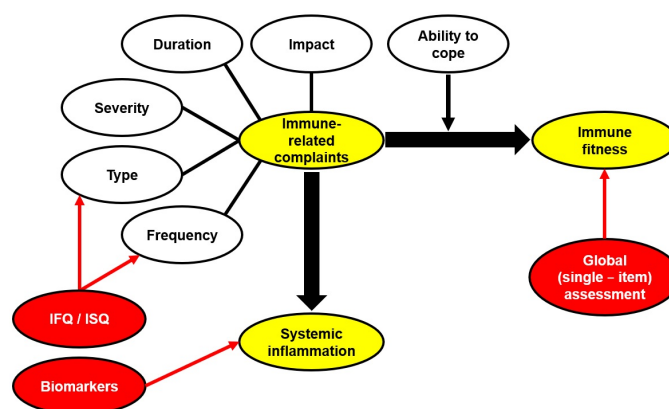 Duration
Impact
Ability to
cope
Severity
Immune-
related
complaints
Immune
fitness
Type
Frequency
Global
(single – item)
assessment
IFQ / ISQ
Systemic
inflammation
Biomarkers